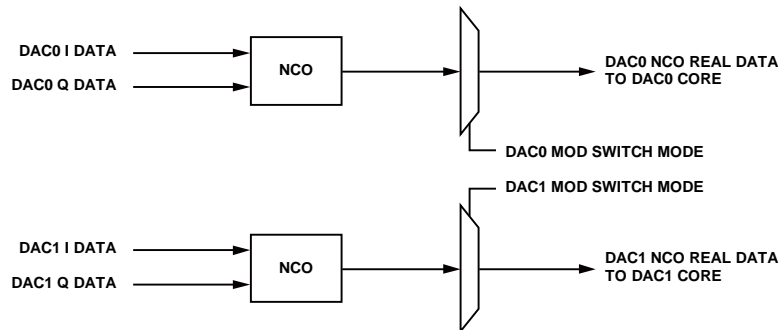 DAC0 I DATA
DAC0 Q DATA
NCO
DAC0 NCO REAL DATA
TO DAC0 CORE
DAC0 MOD SWITCH MODE
DAC1 MOD SWITCH MODE
DAC1 I DATA
DAC1 Q DATA
NCO
DAC1 NCO REAL DATA
TO DAC1 CORE